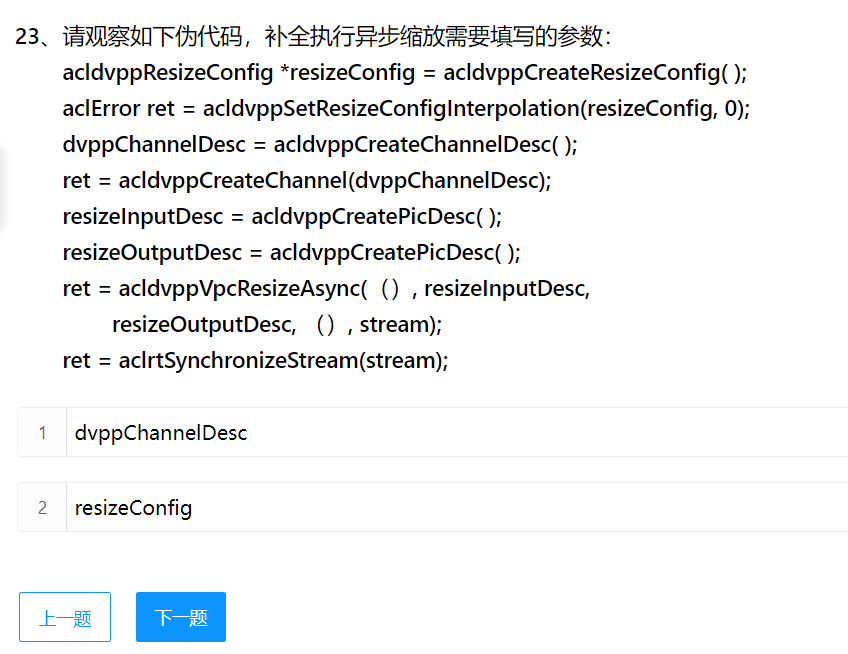 23、请观察如下伪代码，补全执行异步缩放需要填写的参数：
acldvppResizeConfig *resizeConfig = acldvppCreateResizeConfig( );
aclError ret = acldvppSetResizeConfigInterpolation(resizeConfig, 0);
dvppChannelDesc = acldvppCreateChannelDesc( );
ret = acldvppCreateChannel(dvppChannelDesc);
resizeInputDesc = acldvppCreatePicDesc( );
resizeOutputDesc = acldvppCreatePicDesc( );
ret = acldvppVpcResizeAsync(（）, resizeInputDesc,
resizeOutputDesc, （）, stream);
ret = aclrtSynchronizeStream(stream);
1 dvppChannelDesc
2 resizeConfig
上一题 下一题